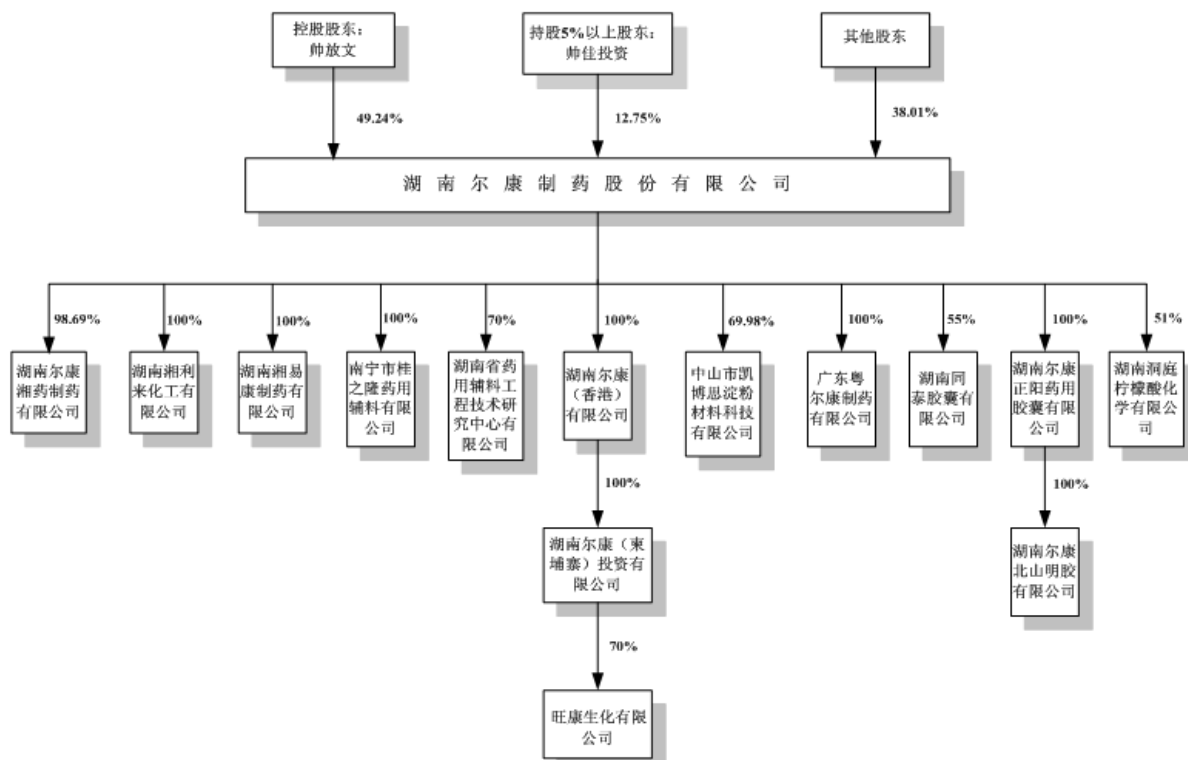 控股股东：
帅放文
持股5%以上股东：
帅佳投资
其他股东
49.24%
12.75%
38.01%
湖南尔康制药股份有限公司
98.69%
100%
100%
100%
70%
100%
69.98%
100%
55%
100%
51%
湖南尔康
湘药制药
有限公司
湖南湘利
来化工有
限公司
湖南湘易
康制药有
限公司
南宁市桂
之隆药用
辅料有限
公司
湖南省药
用辅料工
程技术研
究中心有
限公司
湖南尔康
（香港）
有限公司
中山市凯
博思淀粉
材料科技
有限公司
广东粤尔
康制药有
限公司
湖南同
泰胶囊有
限公司
湖南尔康
正阳药用
胶囊有限
公司
湖南洞庭
柠檬酸化
学有限公
司
100%
100%
湖南尔康（柬
埔寨）投资有
限公司
湖南尔康
北山明胶
有限公司
70%
旺康生化有限
公司